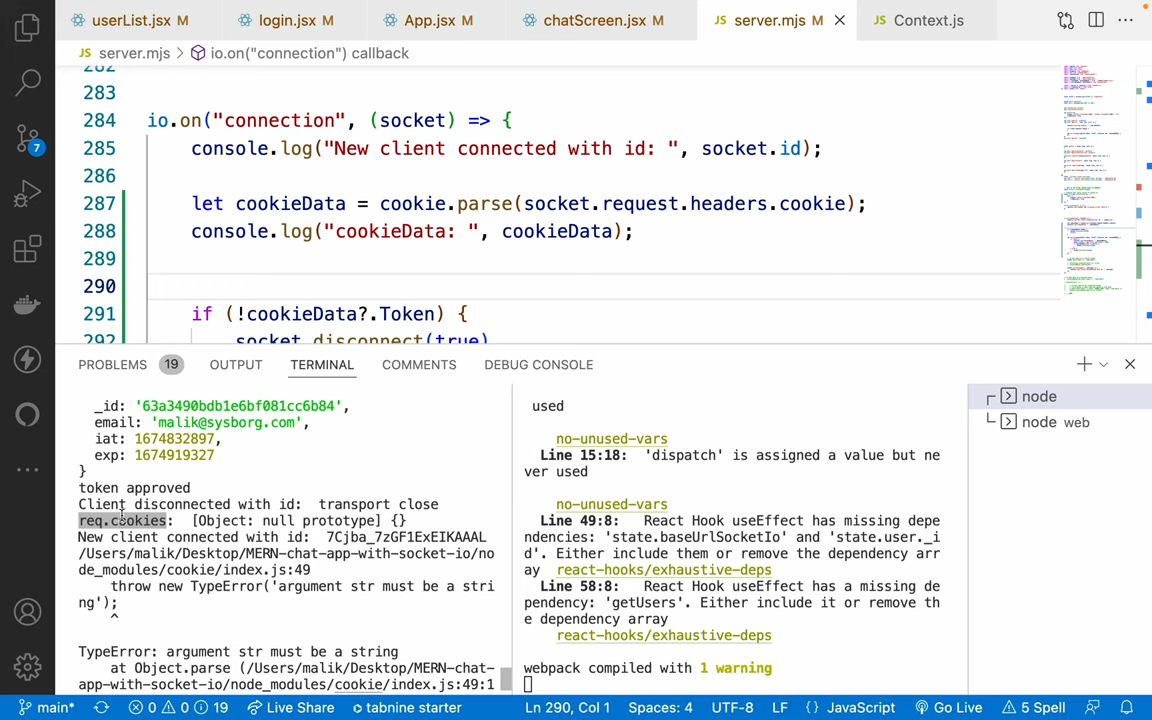 userList.jsx M login.jsx M App.jsx M chatScreen.jsx M JS server.mjs M JS Context.js
JS server.mjs > io.on("connection") callback
282
283
284 io.on("connection", (socket) => {
285 console.log("New client connected with id: ", socket.id);
286
287 let cookieData = cookie.parse(socket.request.headers.cookie);
288 console.log("cookieData: ", cookieData);
289
290
291 if (!cookieData?.Token) {
292 socket.disconnect(true)
7
PROBLEMS 19 OUTPUT TERMINAL COMMENTS DEBUG CONSOLE
_id: '63a3490bdb1e6bf081cc6b84',
email: 'malik@sysborg.com',
iat: 1674832897,
exp: 1674919327
}
token approved
Client disconnected with id:  transport close
req.cookies:  [Object: null prototype] {}
New client connected with id:  7Cjba_7zGF1ExEIKAAAL
/Users/malik/Desktop/MERN-chat-app-with-socket-io/no
de_modules/cookie/index.js:49
throw new TypeError('argument str must be a stri
ng');
^
TypeError: argument str must be a string
at Object.parse (/Users/malik/Desktop/MERN-chat-
app-with-socket-io/node_modules/cookie/index.js:49:1
used
no-unused-vars
Line 15:18:  'dispatch' is assigned a value but ne
ver used
no-unused-vars
Line 49:8:  React Hook useEffect has missing depe
ndencies: 'state.baseUrlSocketIo' and 'state.user._i
d'. Either include them or remove the dependency arr
ay  react-hooks/exhaustive-deps
Line 58:8:  React Hook useEffect has a missing de
pendency: 'getUsers'. Either include it or remove th
e dependency array
react-hooks/exhaustive-deps
webpack compiled with 1 warning
node
node web
main* 0 0 19 Live Share tabnine starter Ln 290, Col 1 Spaces: 4 UTF-8 LF {} JavaScript Go Live 5 Spell